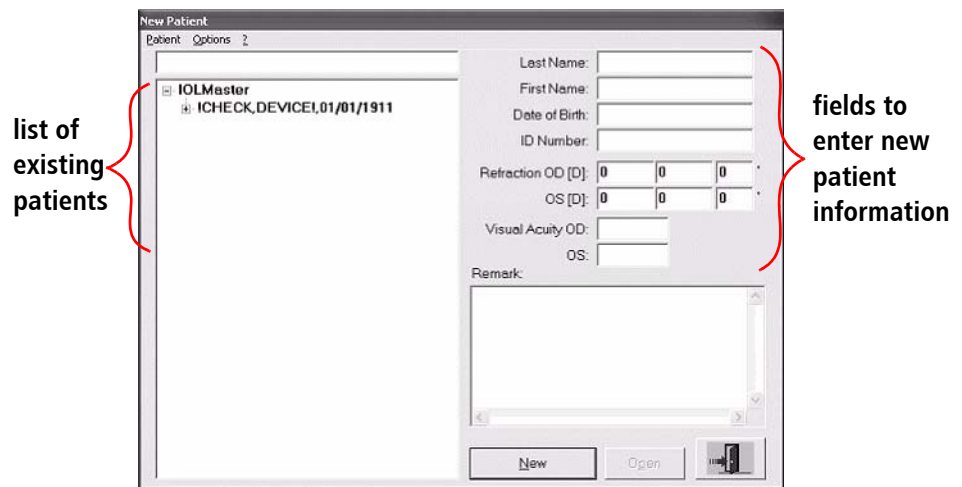 New Patient
Patient Options ?
IOLMaster
!CHECK,DEVICE!,01/01/1911
list of
existing
patients
Last Name:
First Name:
Date of Birth:
ID Number:
Refraction OD [D]: 0 0 0 °
OS [D]: 0 0 0 °
Visual Acuity OD:
OS:
Remark:
New Open
fields to
enter new
patient
information